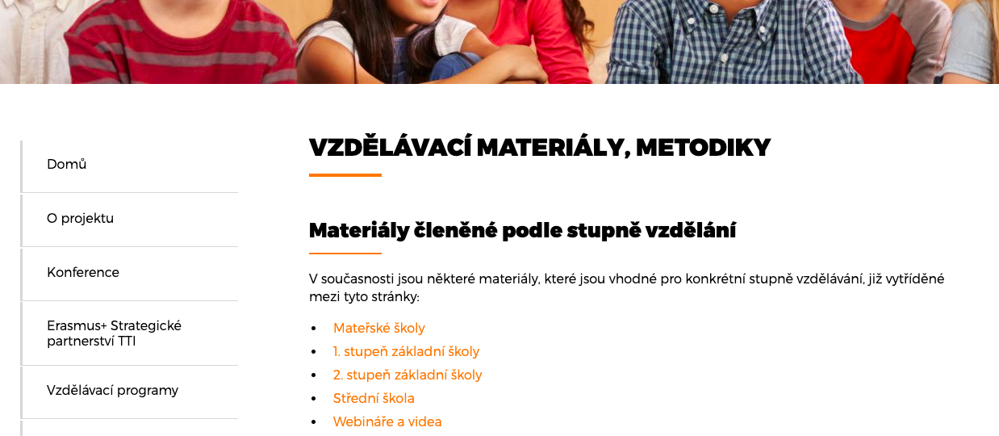 Domů
O projektu
Konference
Erasmus+ Strategické
partnerství TTI
Vzdělávací programy
VZDĚLÁVACÍ MATERIÁLY, METODIKY
Materiály členěné podle stupně vzdělání
V současnosti jsou některé materiály, které jsou vhodné pro konkrétní stupně vzdělávání, již vytříděné
mezi tyto stránky:
Mateřské školy
1. stupeň základní školy
2. stupeň základní školy
Střední škola
Webináře a videa